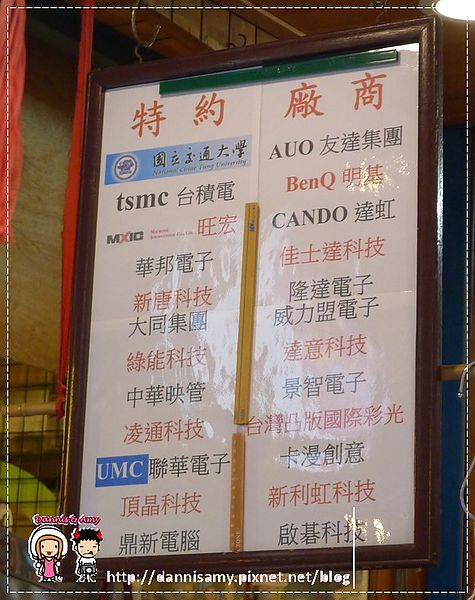 特約廠商
國立交通大學
National Chiao Tung University
tsmc 台積電
MXIC 旺宏
華邦電子
新唐科技
大同集團
綠能科技
中華映管
凌通科技
UMC 聯華電子
頂晶科技
鼎新電腦
AUO 友達集團
BenQ 明基
CANDO 達虹
佳士達科技
隆達電子
威力盟電子
達意科技
景智電子
台灣凸版國際彩光
卡漫創意
新利虹科技
啟碁科技
Dannis & Amy
http://dannisamy.pixnet.net/blog